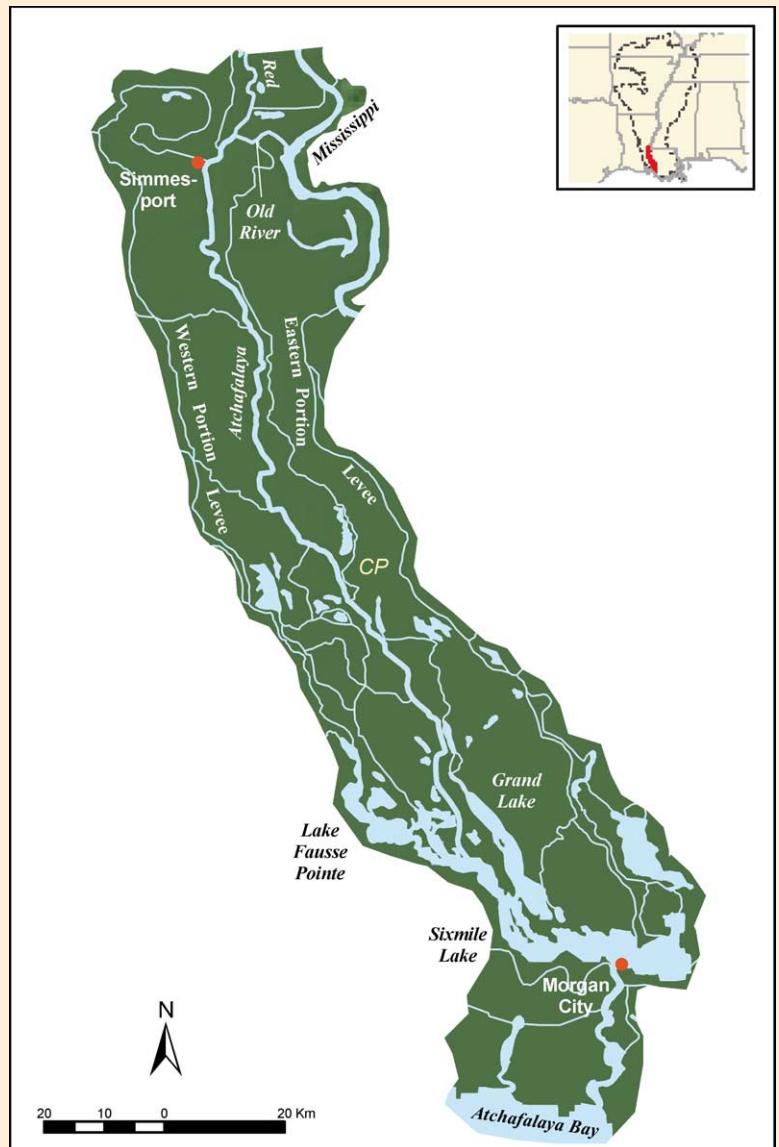 Red
Mississippi
Simmes-
port
Old
River
Western Portion
Levee
Atchafalaya
Eastern Portion
Levee
CP
Grand
Lake
Lake
Fausse
Pointe
Sixmile
Lake
Morgan
City
N
20 10 0 20 Km
Atchafalaya Bay